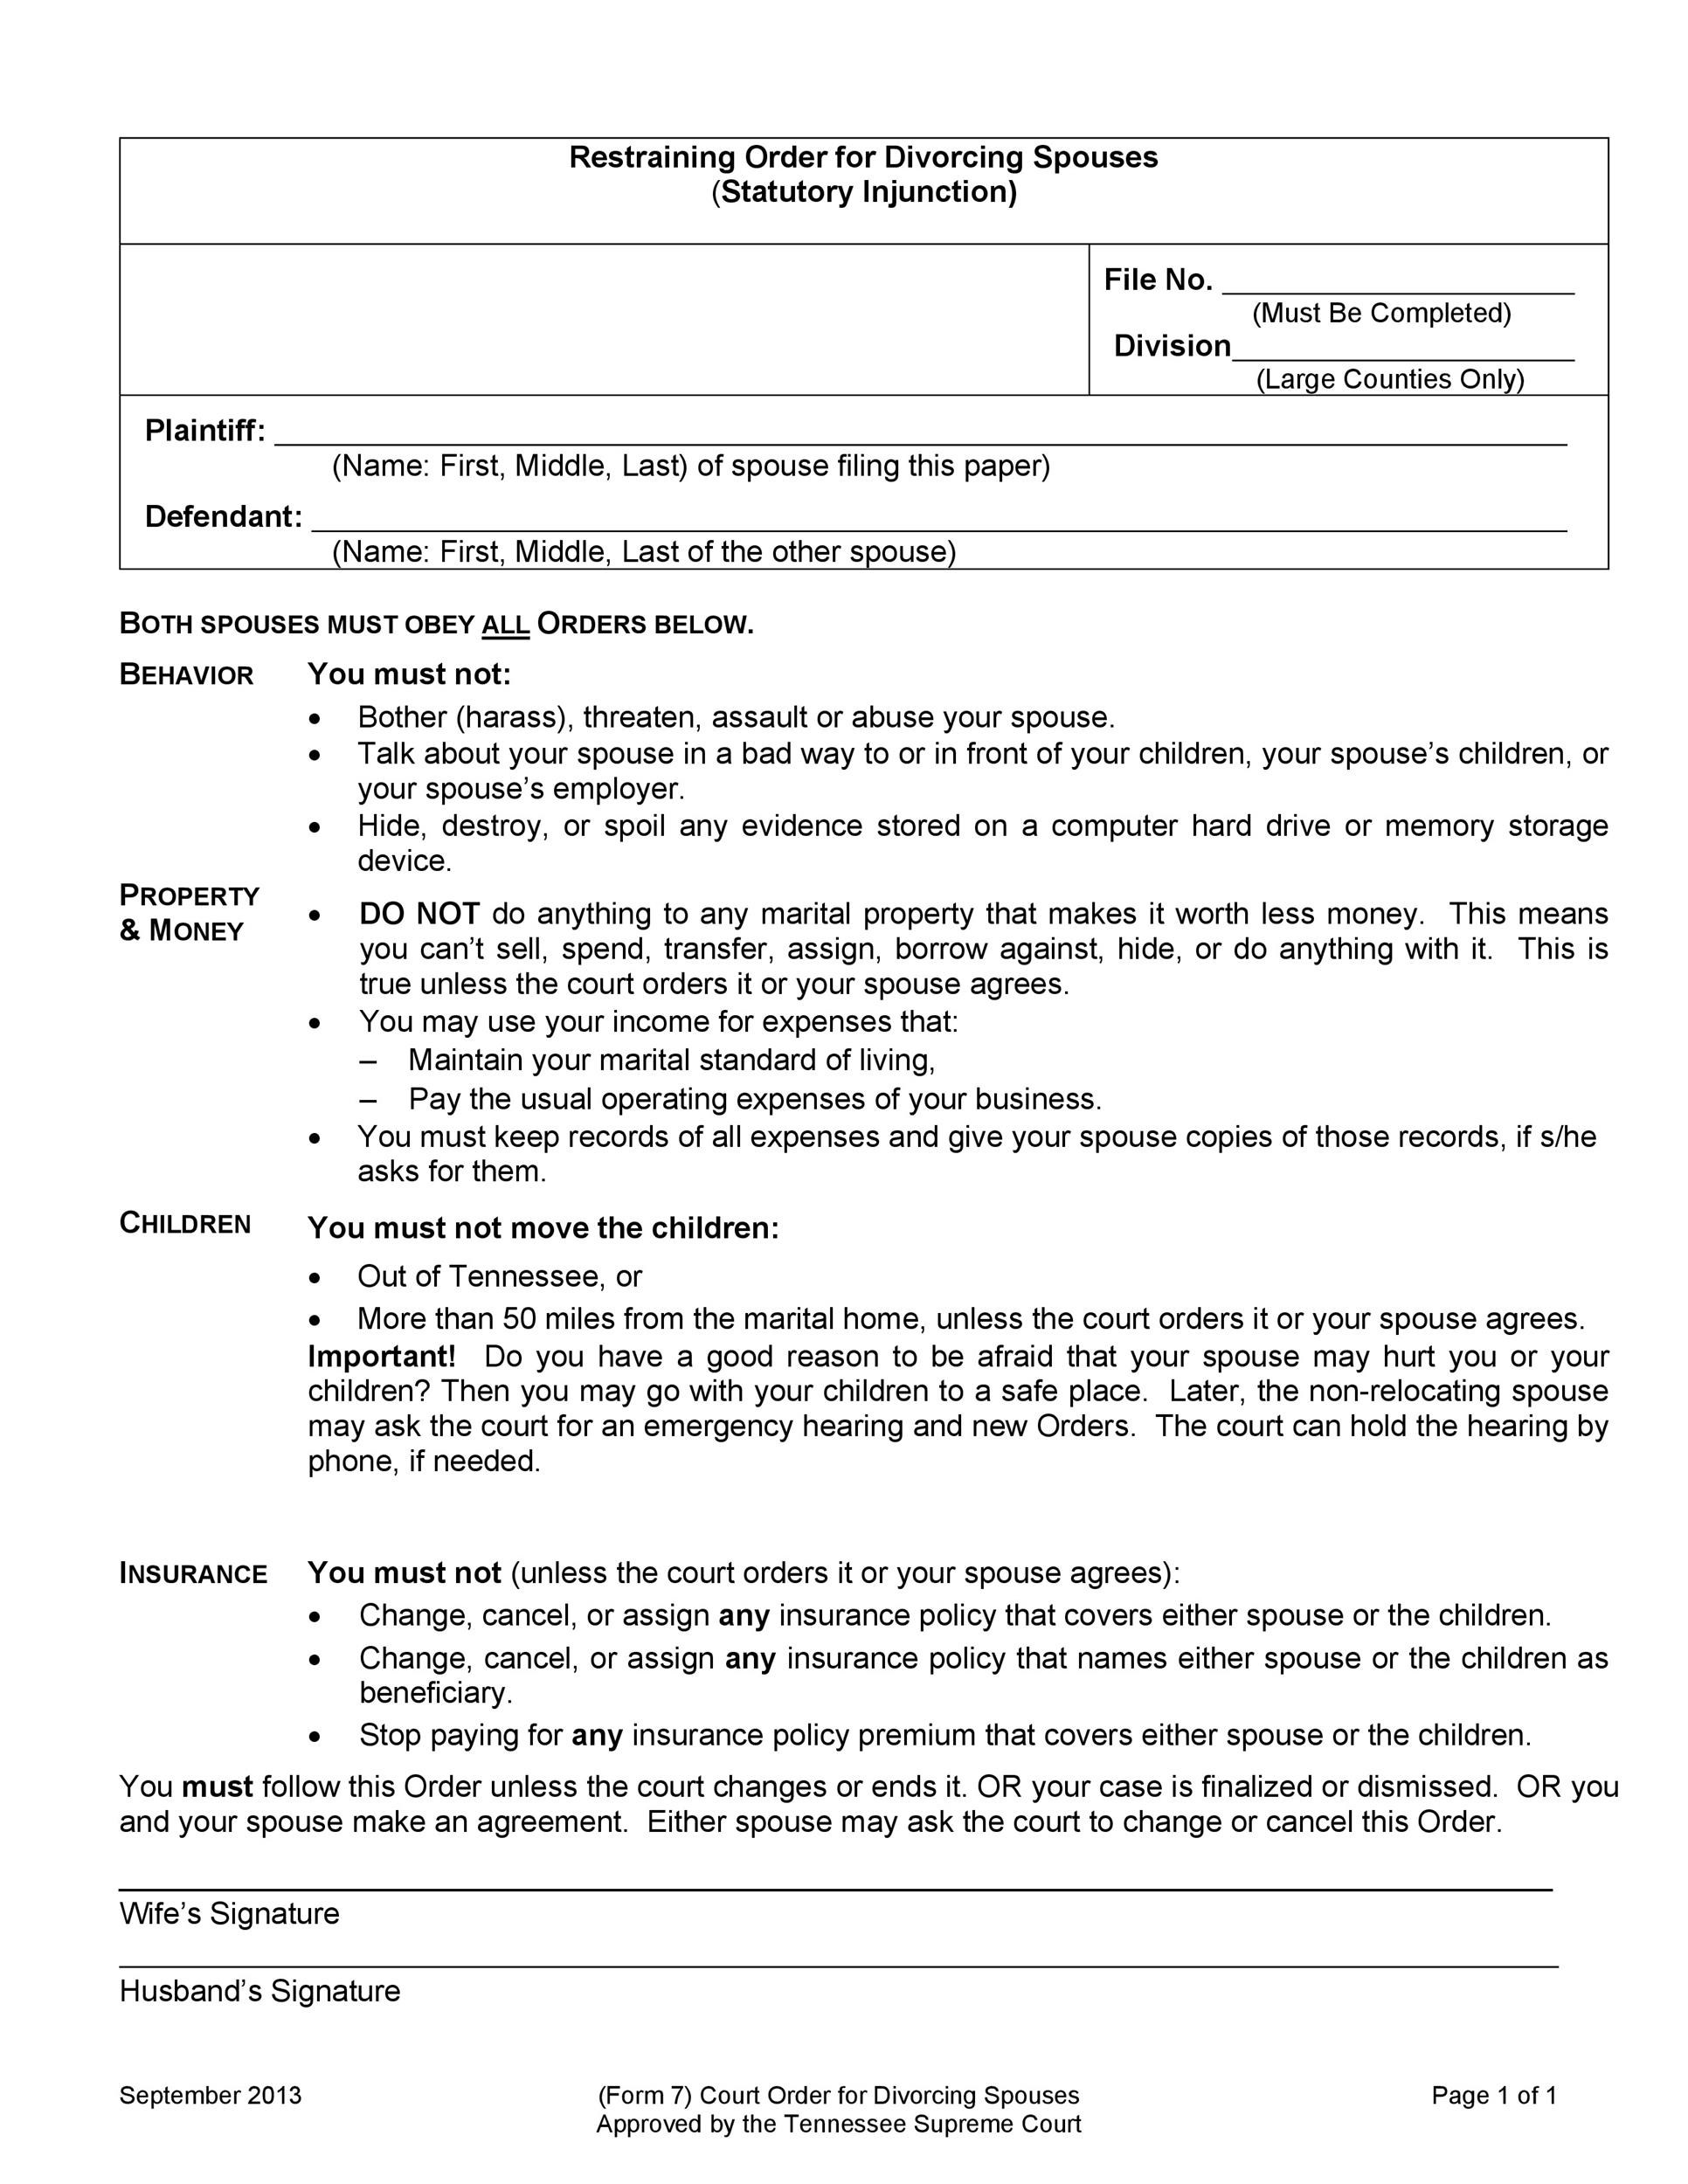 Restraining Order for Divorcing Spouses
(Statutory Injunction)
File No. ____________________
(Must Be Completed)
Division____________________
(Large Counties Only)
Plaintiff: ____________________
(Name: First, Middle, Last) of spouse filing this paper)
Defendant: ____________________
(Name: First, Middle, Last of the other spouse)
BOTH SPOUSES MUST OBEY ALL ORDERS BELOW.
BEHAVIOR You must not:
• Bother (harass), threaten, assault or abuse your spouse.
• Talk about your spouse in a bad way to or in front of your children, your spouse’s children, or
your spouse’s employer.
• Hide, destroy, or spoil any evidence stored on a computer hard drive or memory storage
device.
PROPERTY
& MONEY
• DO NOT do anything to any marital property that makes it worth less money. This means
you can’t sell, spend, transfer, assign, borrow against, hide, or do anything with it. This is
true unless the court orders it or your spouse agrees.
• You may use your income for expenses that:
– Maintain your marital standard of living,
– Pay the usual operating expenses of your business.
• You must keep records of all expenses and give your spouse copies of those records, if s/he
asks for them.
CHILDREN You must not move the children:
• Out of Tennessee, or
• More than 50 miles from the marital home, unless the court orders it or your spouse agrees.
Important! Do you have a good reason to be afraid that your spouse may hurt you or your
children? Then you may go with your children to a safe place. Later, the non-relocating spouse
may ask the court for an emergency hearing and new Orders. The court can hold the hearing by
phone, if needed.
INSURANCE You must not (unless the court orders it or your spouse agrees):
• Change, cancel, or assign any insurance policy that covers either spouse or the children.
• Change, cancel, or assign any insurance policy that names either spouse or the children as
beneficiary.
• Stop paying for any insurance policy premium that covers either spouse or the children.
You must follow this Order unless the court changes or ends it. OR your case is finalized or dismissed. OR you
and your spouse make an agreement. Either spouse may ask the court to change or cancel this Order.
Wife’s Signature
Husband’s Signature
September 2013 (Form 7) Court Order for Divorcing Spouses Page 1 of 1
Approved by the Tennessee Supreme Court